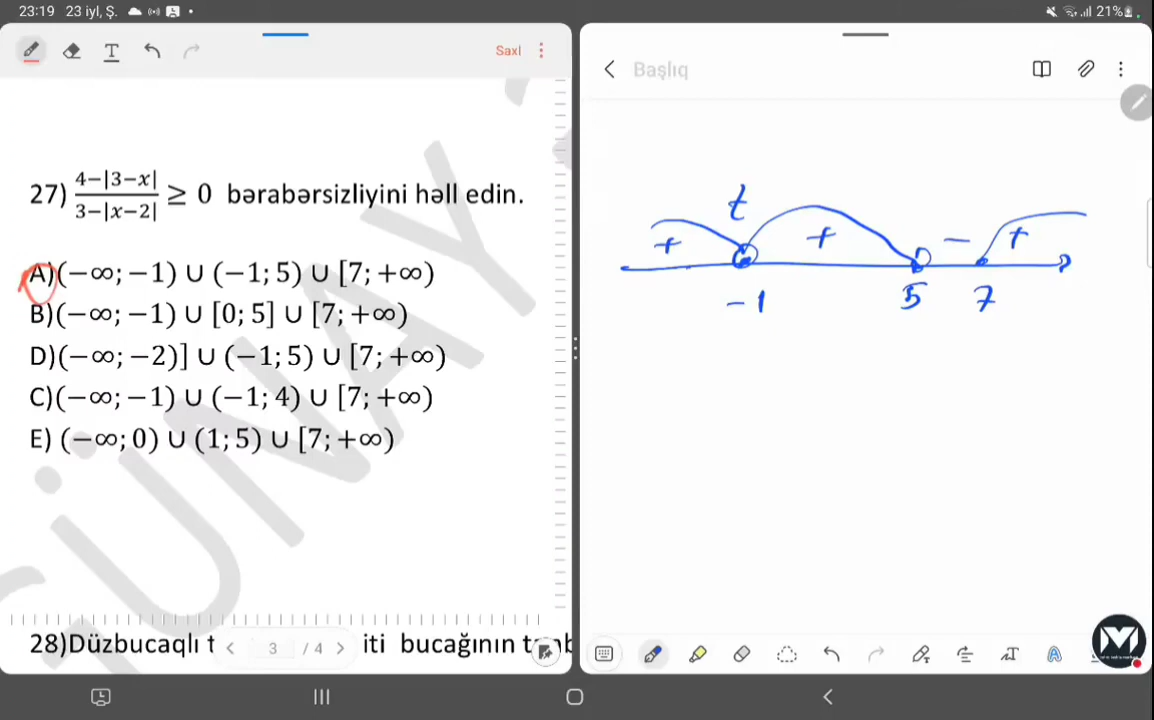 23:19 23 iyl, Ş.
21%
Saxl
Başlıq
27) 4−|3−x| / 3−|x−2| ≥ 0 bərabərsizliyini həll edin.
A)(−∞; −1) ∪ (−1; 5) ∪ [7; +∞)
B)(−∞; −1) ∪ [0; 5] ∪ [7; +∞)
D)(−∞; −2)] ∪ (−1; 5) ∪ [7; +∞)
C)(−∞; −1) ∪ (−1; 4) ∪ [7; +∞)
E) (−∞; 0) ∪ (1; 5) ∪ [7; +∞)
28)Düzbucaqlı t
iti bucağının
3 / 4
t
+ + − +
−1 5 7
GÜNAY